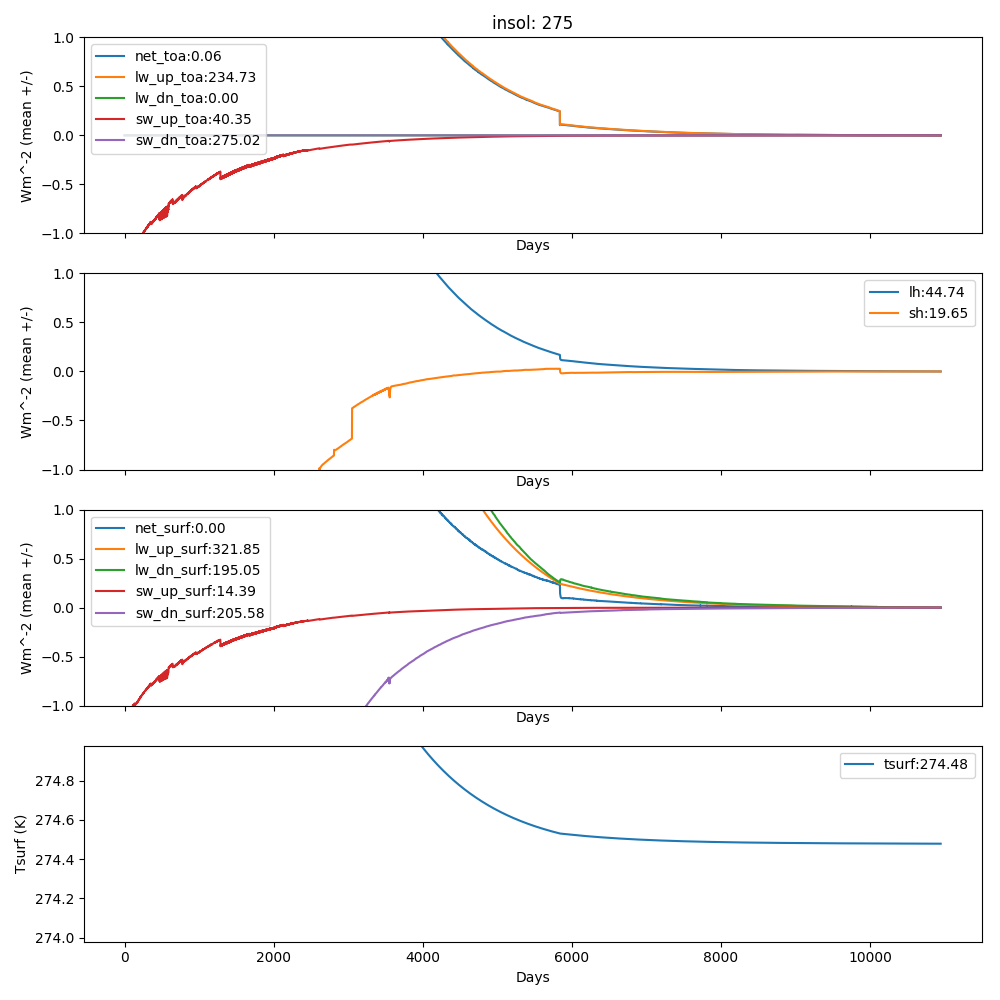 insol: 275
1.0
0.5
0.0
−0.5
−1.0
Wm^-2 (mean +/-)
net_toa:0.06
lw_up_toa:234.73
lw_dn_toa:0.00
sw_up_toa:40.35
sw_dn_toa:275.02
Days
1.0
0.5
0.0
−0.5
−1.0
Wm^-2 (mean +/-)
lh:44.74
sh:19.65
Days
1.0
0.5
0.0
−0.5
−1.0
Wm^-2 (mean +/-)
net_surf:0.00
lw_up_surf:321.85
lw_dn_surf:195.05
sw_up_surf:14.39
sw_dn_surf:205.58
Days
274.8
274.6
274.4
274.2
274.0
Tsurf (K)
tsurf:274.48
0 2000 4000 6000 8000 10000
Days